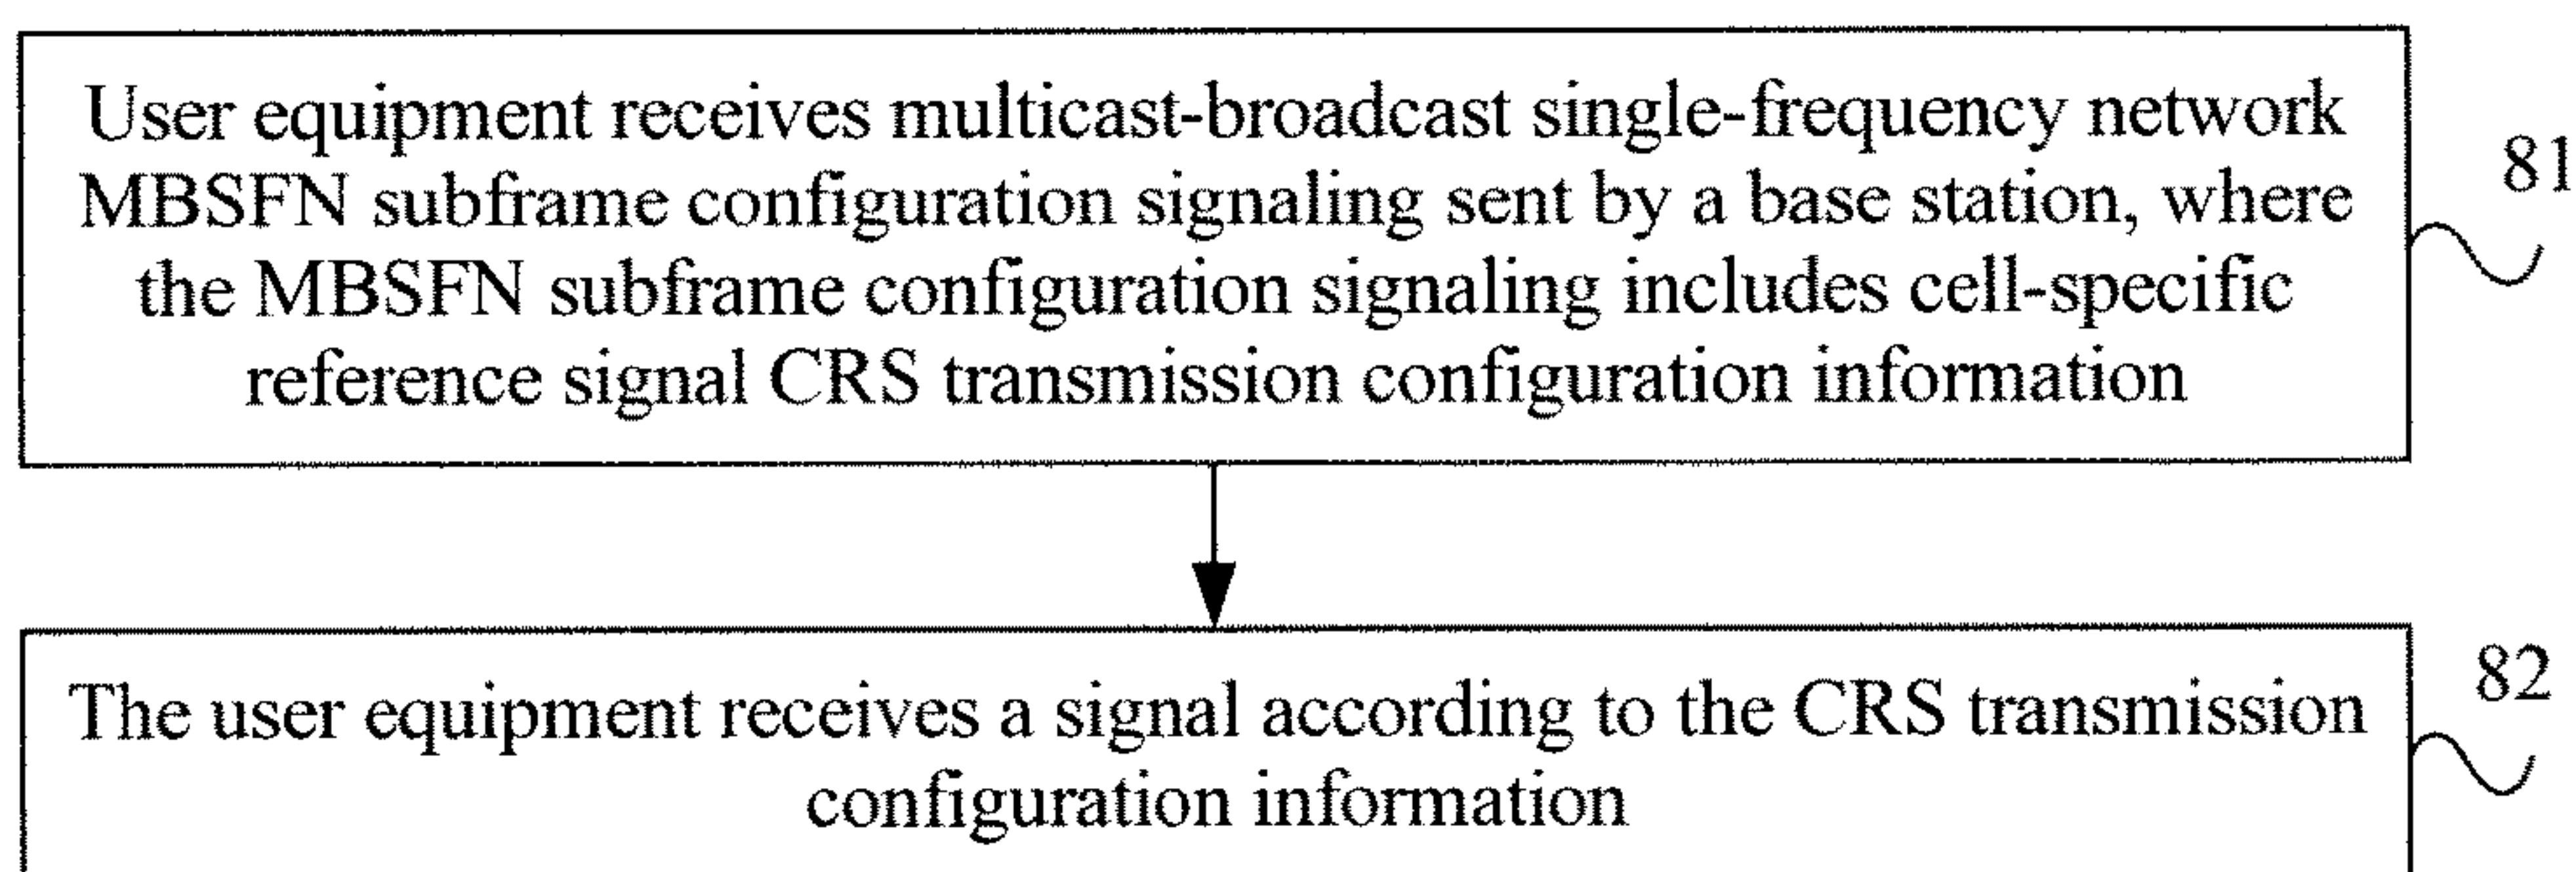 User equipment receives multicast-broadcast single-frequency network
MBSFN subframe configuration signaling sent by a base station, where
the MBSFN subframe configuration signaling includes cell-specific
reference signal CRS transmission configuration information
81
The user equipment receives a signal according to the CRS transmission
configuration information
82